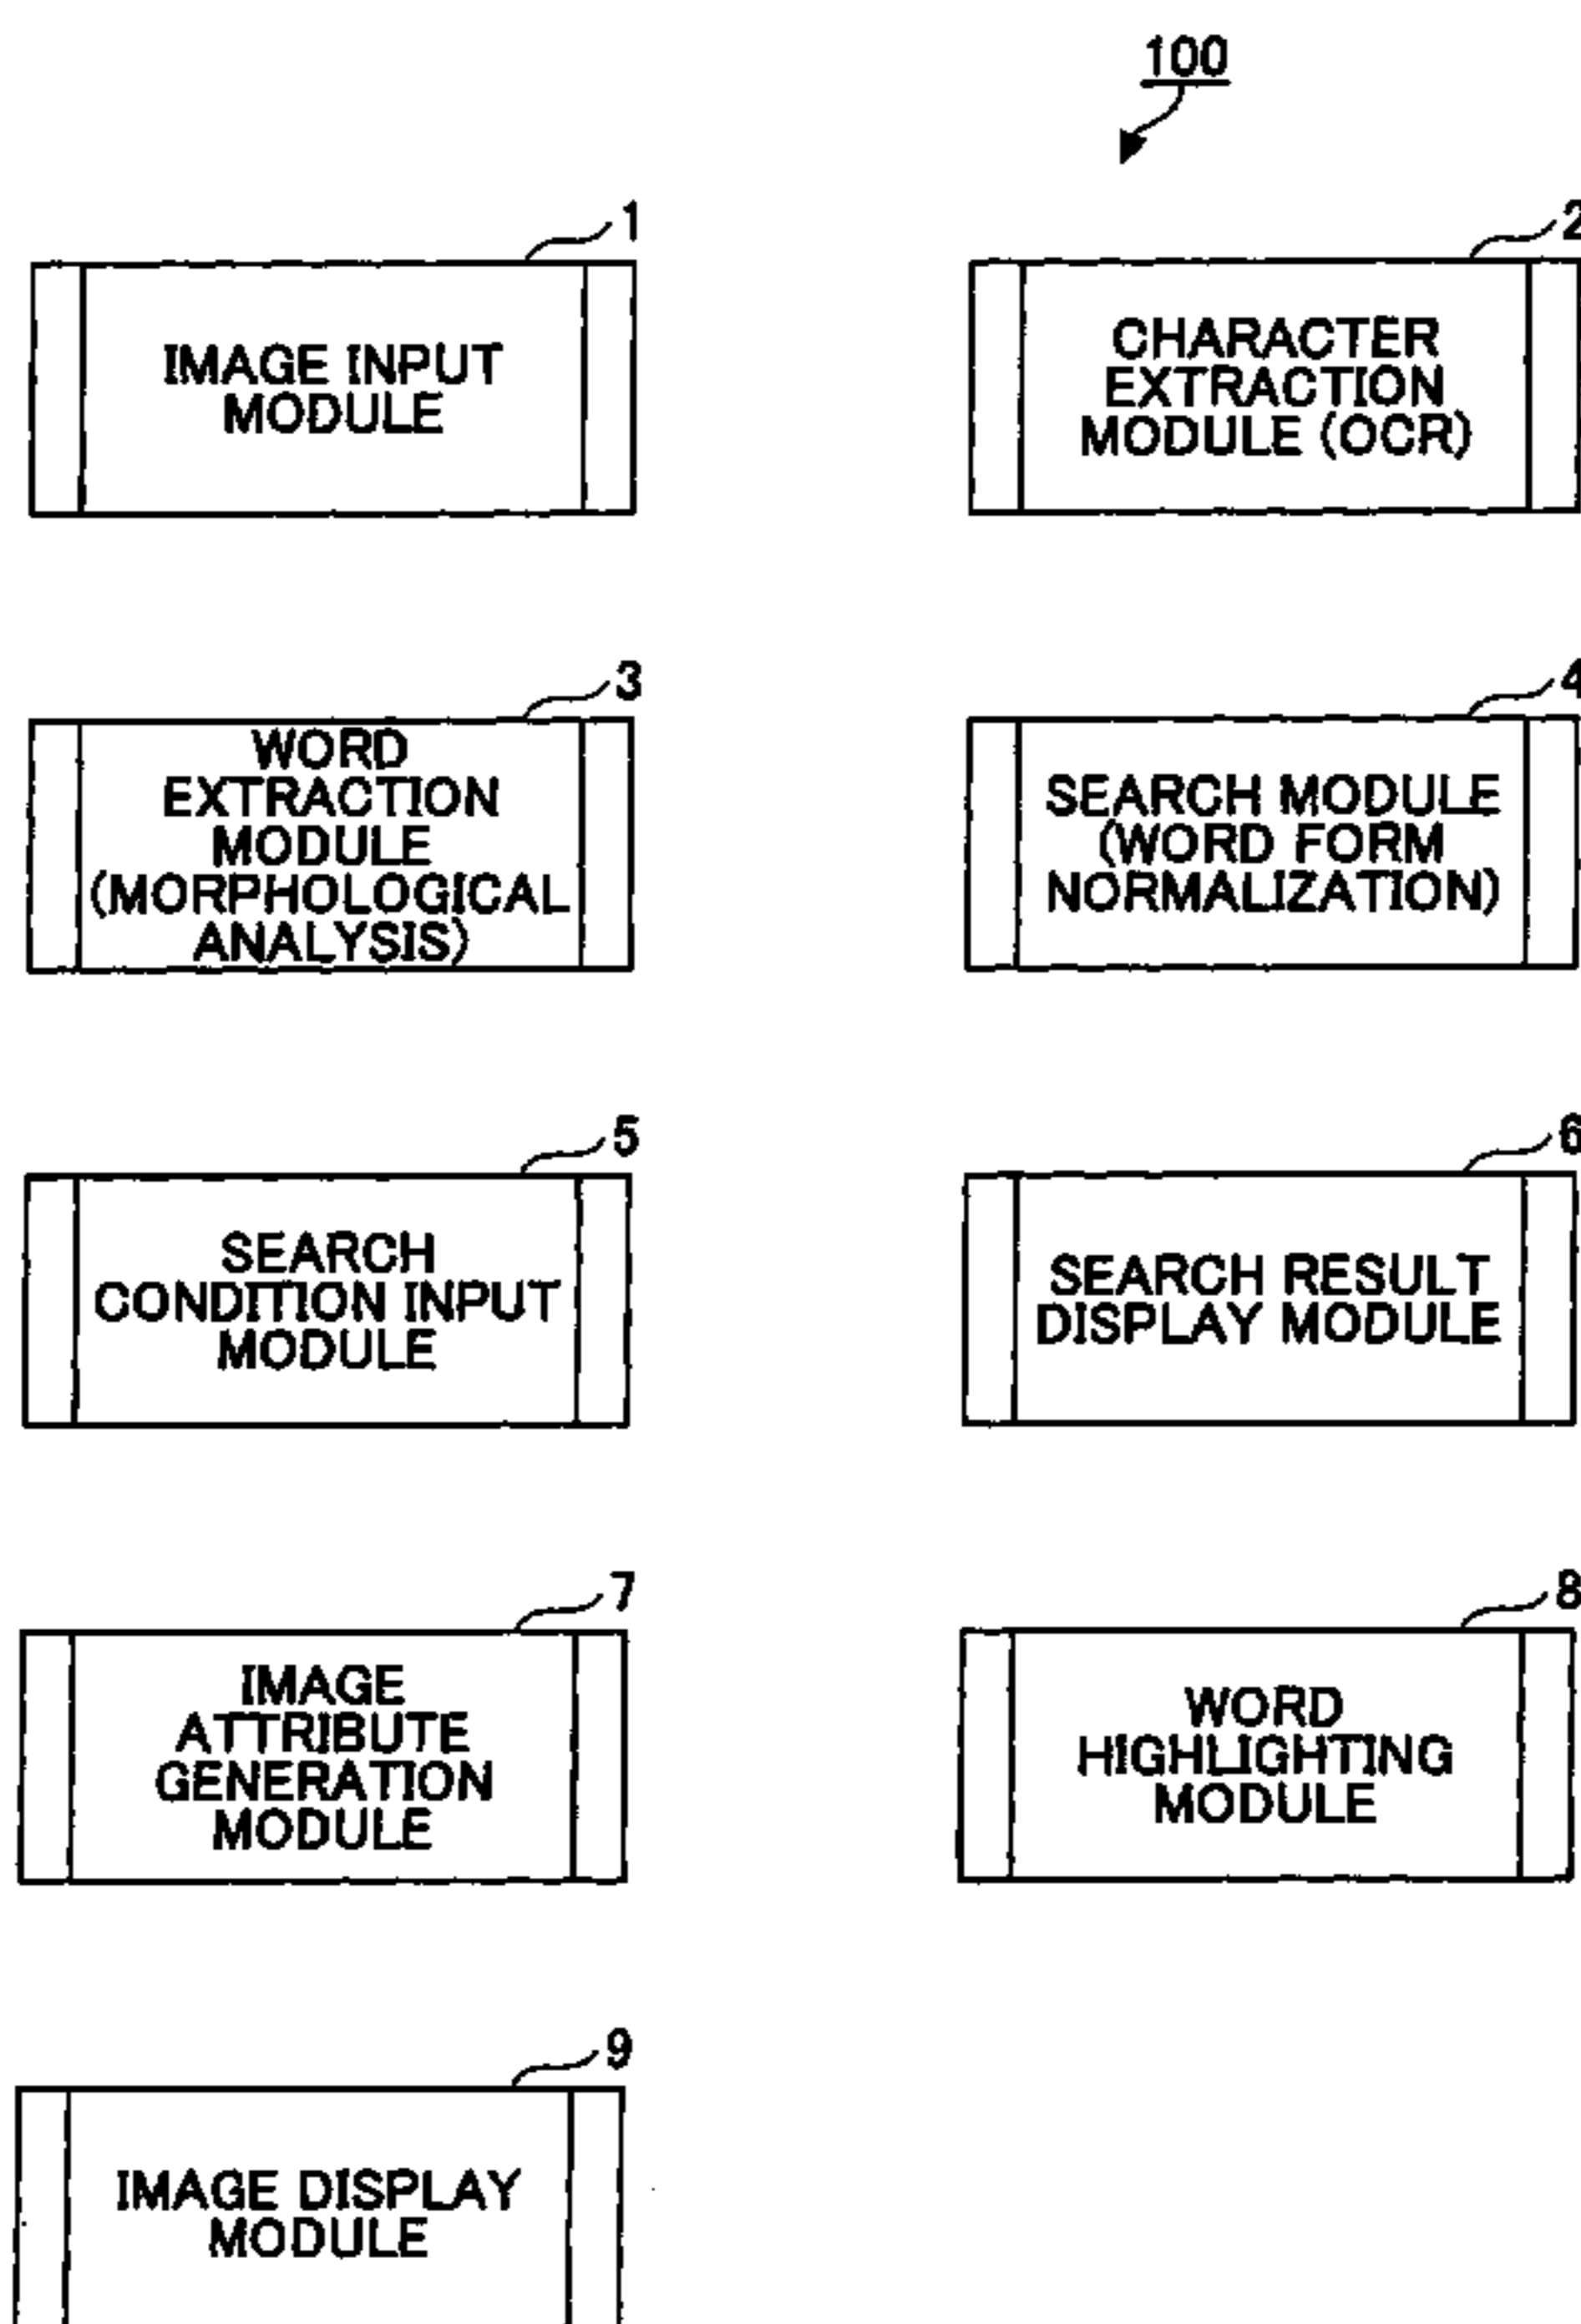 100
1
IMAGE INPUT
MODULE
2
CHARACTER
EXTRACTION
MODULE (OCR)
3
WORD
EXTRACTION
MODULE
(MORPHOLOGICAL
ANALYSIS)
4
SEARCH MODULE
(WORD FORM
NORMALIZATION)
5
SEARCH
CONDITION INPUT
MODULE
6
SEARCH RESULT
DISPLAY MODULE
7
IMAGE
ATTRIBUTE
GENERATION
MODULE
8
WORD
HIGHLIGHTING
MODULE
9
IMAGE DISPLAY
MODULE